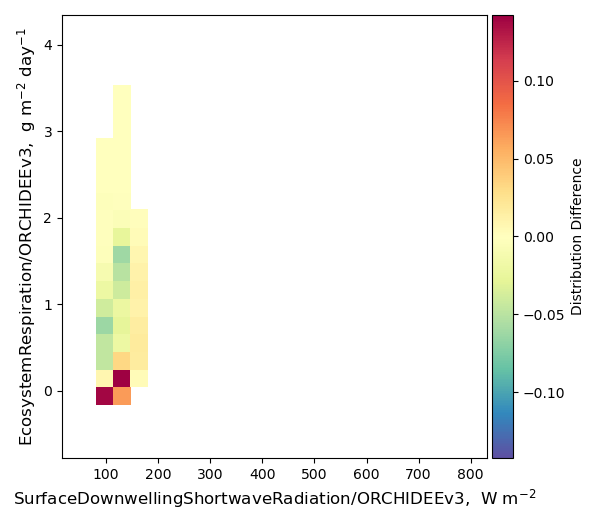 4
3
2
1
0
100 200 300 400 500 600 700 800
EcosystemRespiration/ORCHIDEEv3, g m⁻² day⁻¹
SurfaceDownwellingShortwaveRadiation/ORCHIDEEv3, W m⁻²
0.10
0.05
0.00
−0.05
−0.10
Distribution Difference